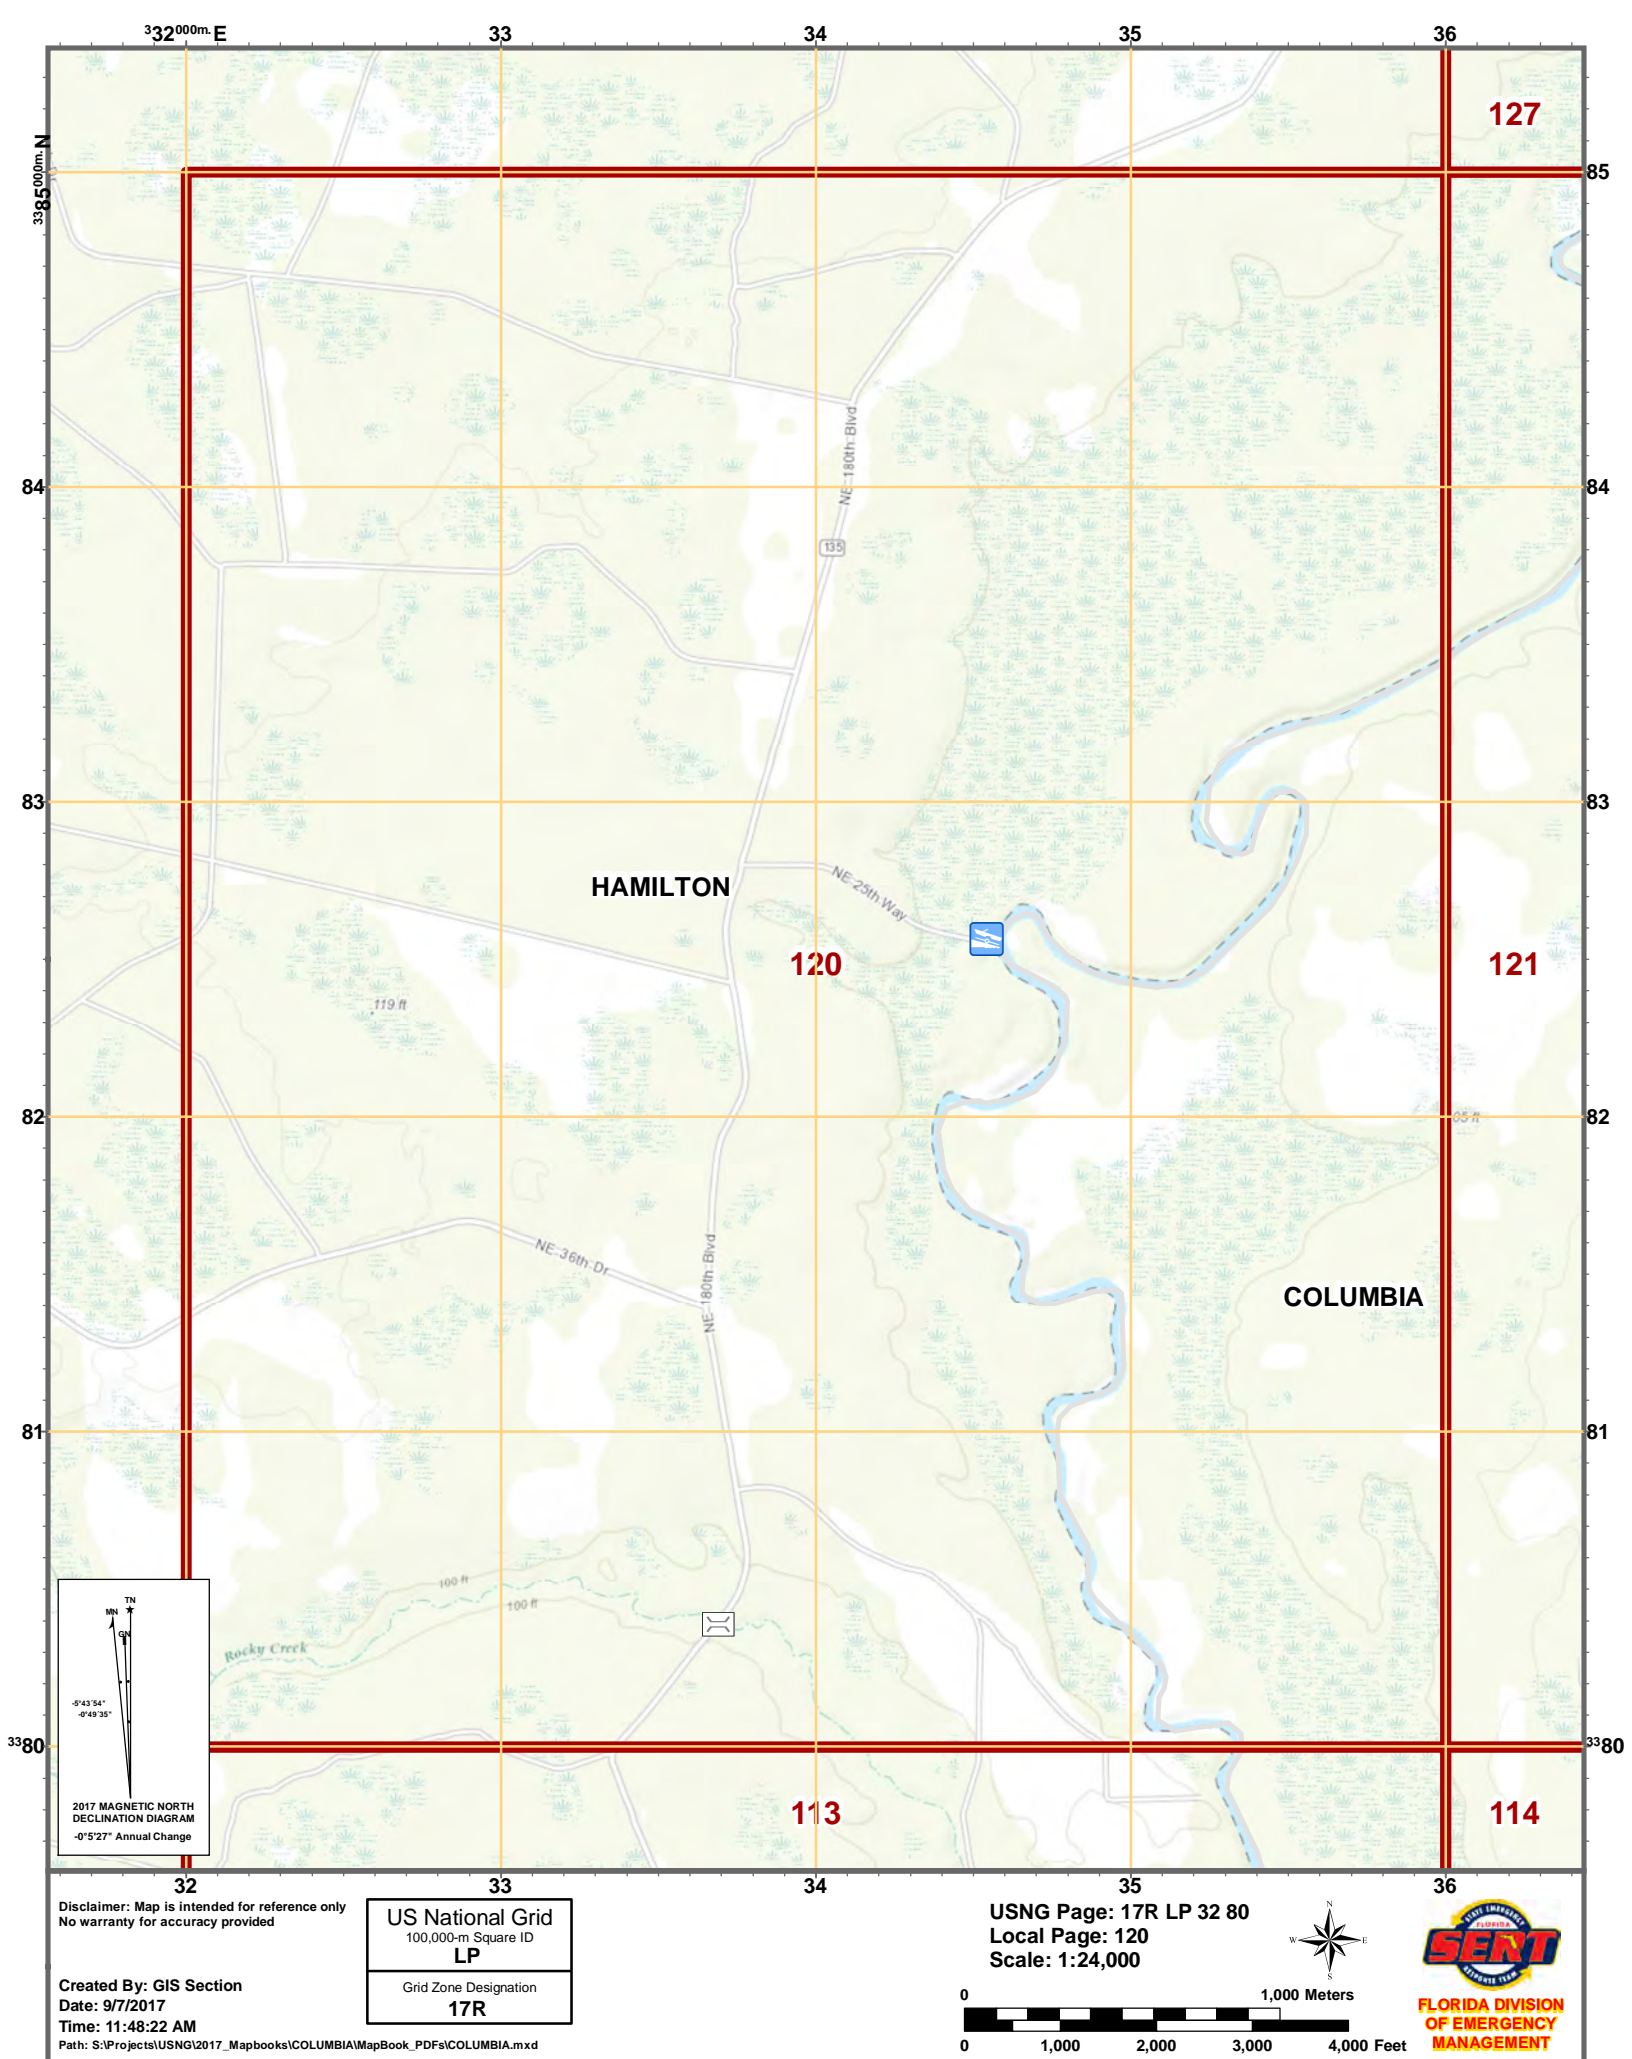 332000m. E 33 34 35 36
127
3385000m. N
85
84 84
NE 180th Blvd
135
83 83
NE 25th Way
HAMILTON
120
121
119 ft
82 82
05 ft
NE 36th Dr
NE 180th Blvd
COLUMBIA
81 81
100 ft
100 ft
Rocky Creek
TN
MN
GN
-5°43'54"
-0°49'35"
3380 3380
2017 MAGNETIC NORTH
DECLINATION DIAGRAM
-0°5'27" Annual Change
113
114
32 33 34 35 36
Disclaimer: Map is intended for reference only
No warranty for accuracy provided
Created By: GIS Section
Date: 9/7/2017
Time: 11:48:22 AM
Path: S:\Projects\USNG\2017_Mapbooks\COLUMBIA\MapBook_PDFs\COLUMBIA.mxd
US National Grid
100,000-m Square ID
LP
Grid Zone Designation
17R
USNG Page: 17R LP 32 80
Local Page: 120
Scale: 1:24,000
N
W E
S
0 1,000 Meters
0 1,000 2,000 3,000 4,000 Feet
STATE EMERGENCY
FLORIDA
SERT
RESPONSE TEAM
FLORIDA DIVISION
OF EMERGENCY
MANAGEMENT